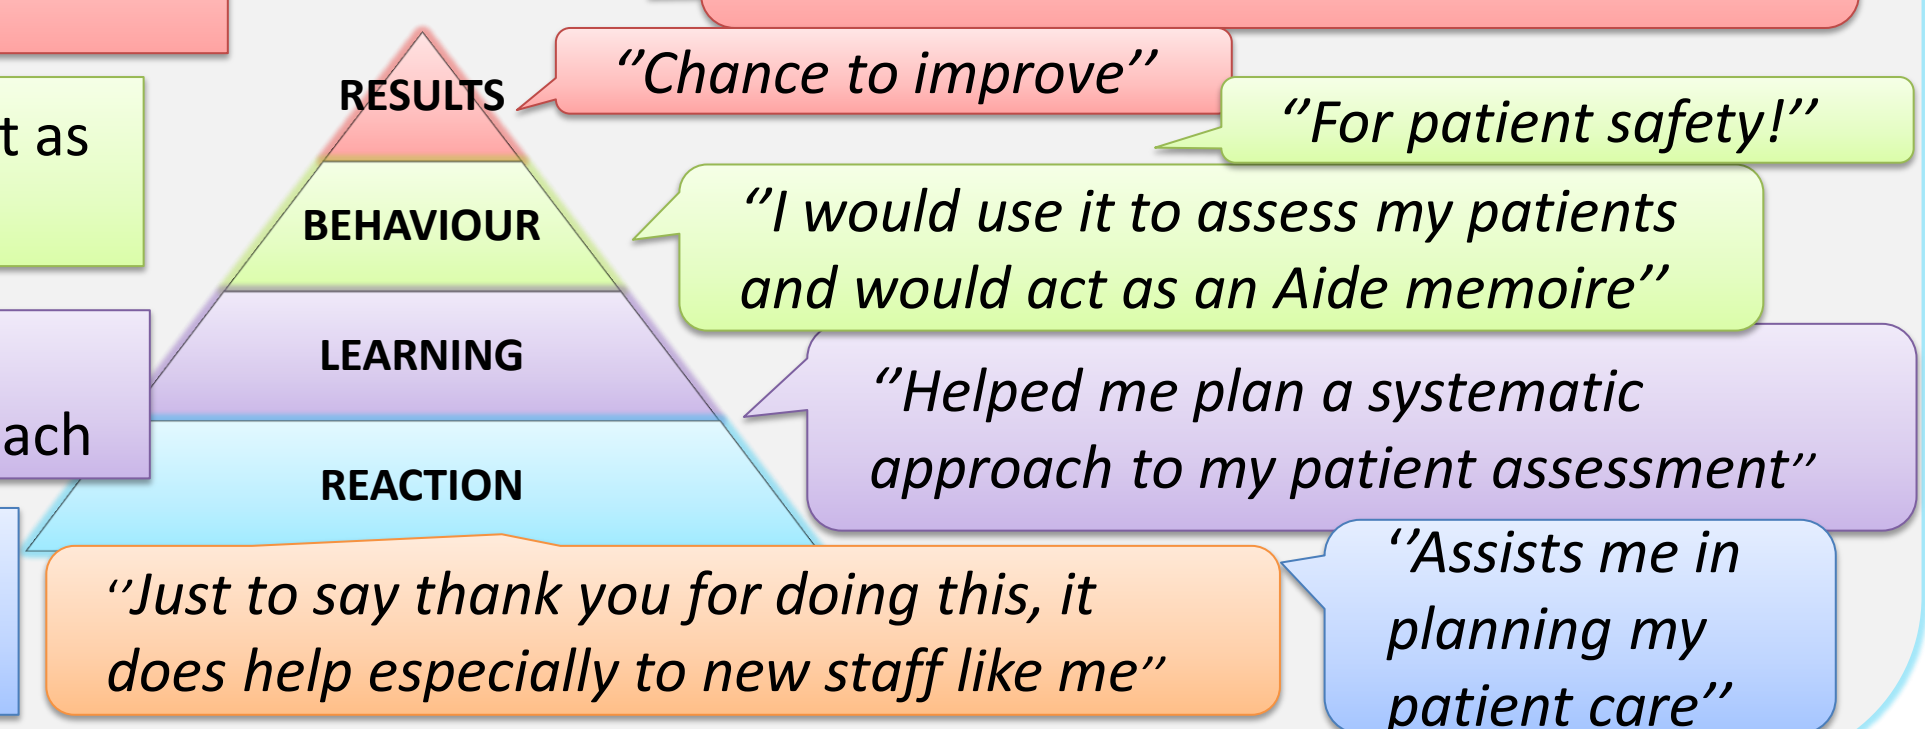 t as
ach
RESULTS
BEHAVIOUR
LEARNING
REACTION
‘’Chance to improve’’
‘’For patient safety!’’
‘’I would use it to assess my patients
and would act as an Aide memoire’’
‘’Helped me plan a systematic
approach to my patient assessment’’
‘’Just to say thank you for doing this, it
does help especially to new staff like me’’
‘’Assists me in
planning my
patient care’’